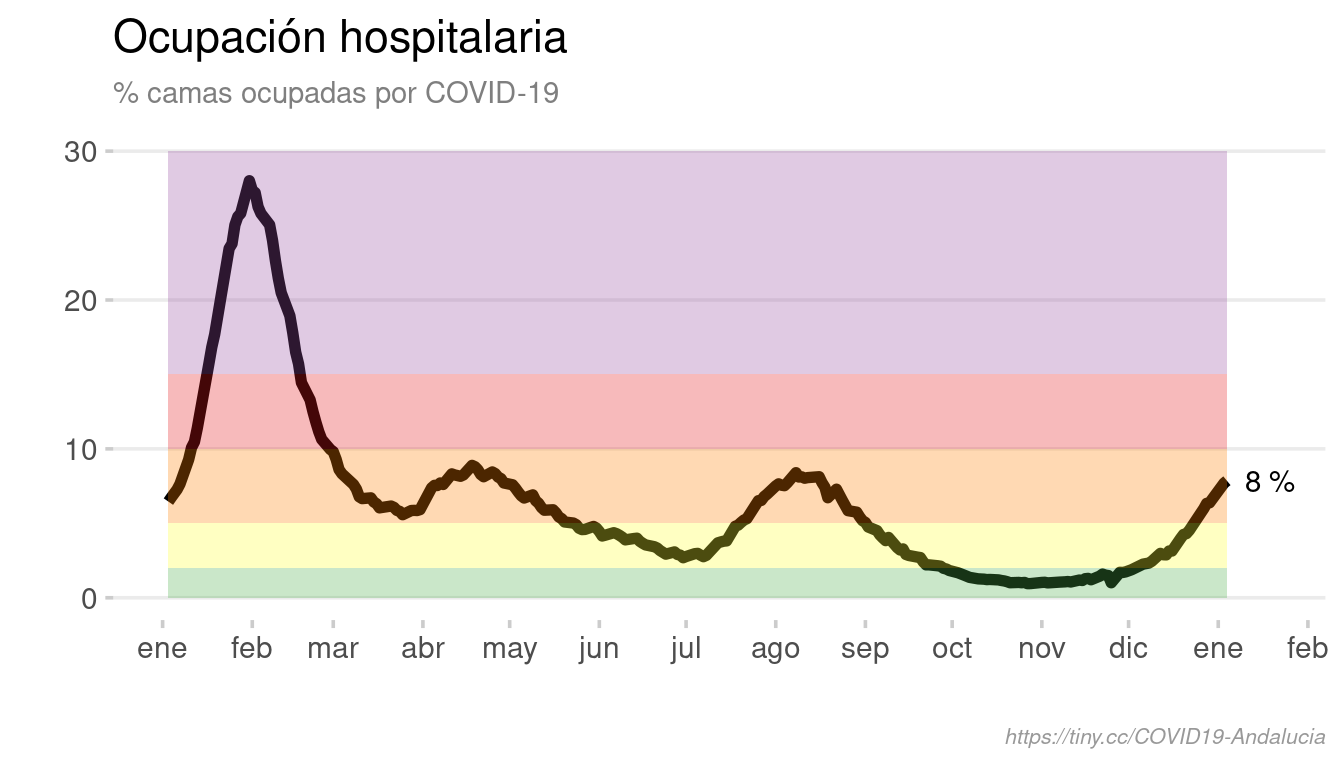 Ocupación hospitalaria
% camas ocupadas por COVID-19
30
20
10
0
8 %
ene feb mar abr may jun jul ago sep oct nov dic ene feb
https://tiny.cc/COVID19-Andalucia